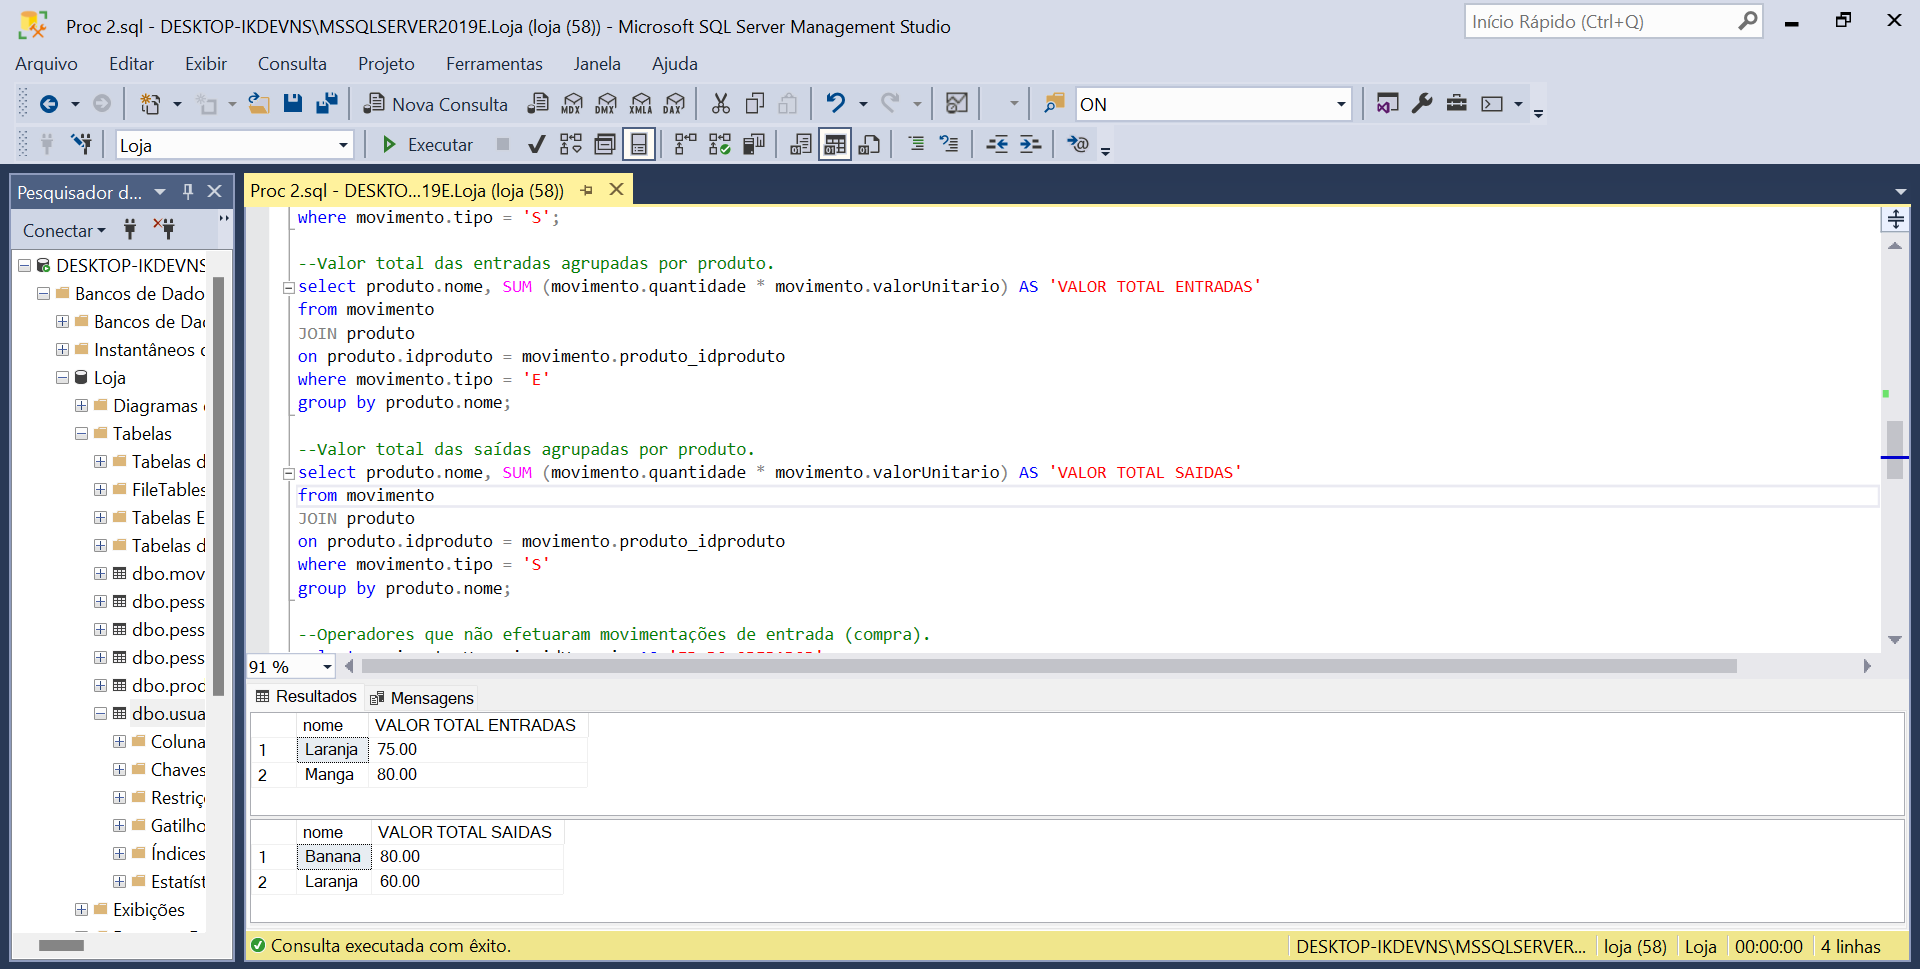 Proc 2.sql - DESKTOP-IKDEVNS\MSSQLSERVER2019E.Loja (loja (58)) - Microsoft SQL Server Management Studio
Início Rápido (Ctrl+Q)
Arquivo Editar Exibir Consulta Projeto Ferramentas Janela Ajuda
Nova Consulta MDX DMX XMLA DAX ON
Loja Executar
Pesquisador d...
Proc 2.sql - DESKTO...19E.Loja (loja (58))
Conectar
DESKTOP-IKDEVNS
Bancos de Dado
Bancos de Da
Instantâneos
Loja
Diagramas
Tabelas
Tabelas d
FileTables
Tabelas E
Tabelas d
dbo.mov
dbo.pess
dbo.pess
dbo.pess
dbo.prod
dbo.usua
Coluna
Chaves
Restriç
Gatilho
Índices
Estatíst
Exibições
where movimento.tipo = 'S';
--Valor total das entradas agrupadas por produto.
select produto.nome, SUM (movimento.quantidade * movimento.valorUnitario) AS 'VALOR TOTAL ENTRADAS'
from movimento
JOIN produto
on produto.idproduto = movimento.produto_idproduto
where movimento.tipo = 'E'
group by produto.nome;
--Valor total das saídas agrupadas por produto.
select produto.nome, SUM (movimento.quantidade * movimento.valorUnitario) AS 'VALOR TOTAL SAIDAS'
from movimento
JOIN produto
on produto.idproduto = movimento.produto_idproduto
where movimento.tipo = 'S'
group by produto.nome;
--Operadores que não efetuaram movimentações de entrada (compra).
91 %
Resultados Mensagens
nome VALOR TOTAL ENTRADAS
1 Laranja 75.00
2 Manga 80.00
nome VALOR TOTAL SAIDAS
1 Banana 80.00
2 Laranja 60.00
Consulta executada com êxito.
DESKTOP-IKDEVNS\MSSQLSERVER... loja (58) Loja 00:00:00 4 linhas